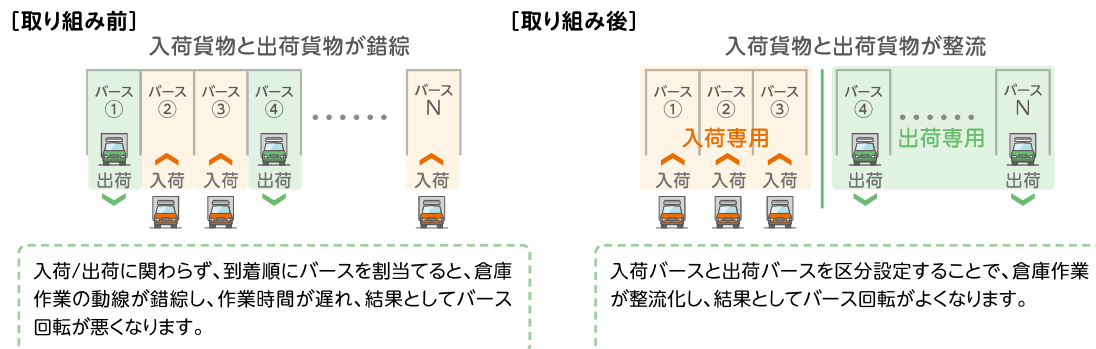 [取り組み前]
入荷貨物と出荷貨物が錯綜
バース
①
バース
②
バース
③
バース
④
……
バース
N
出荷
入荷
入荷
出荷
入荷
入荷/出荷に関わらず、到着順にバースを割当てると、倉庫
作業の動線が錯綜し、作業時間が遅れ、結果としてバース
回転が悪くなります。
[取り組み後]
入荷貨物と出荷貨物が整流
バース
①
バース
②
バース
③
バース
④
……
バース
N
入荷専用
出荷専用
入荷
入荷
入荷
出荷
出荷
入荷バースと出荷バースを区分設定することで、倉庫作業
が整流化し、結果としてバース回転がよくなります。